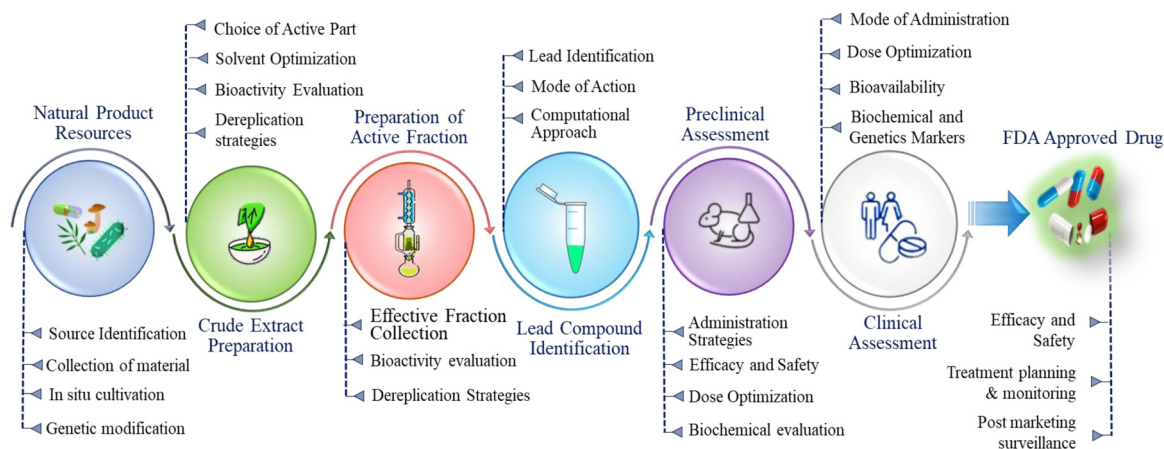 Natural Product
Resources
Source Identification
Collection of material
In situ cultivation
Genetic modification
Choice of Active Part
Solvent Optimization
Bioactivity Evaluation
Dereplication
strategies
Crude Extract
Preparation
Preparation of
Active Fraction
Effective Fraction
Collection
Bioactivity evaluation
Dereplication Strategies
Lead Identification
Mode of Action
Computational
Approach
Lead Compound
Identification
Preclinical
Assessment
Administration
Strategies
Efficacy and Safety
Dose Optimization
Biochemical evaluation
Mode of Administration
Dose Optimization
Bioavailability
Biochemical and
Genetics Markers
Clinical
Assessment
FDA Approved Drug
Efficacy and
Safety
Treatment planning
& monitoring
Post marketing
surveillance